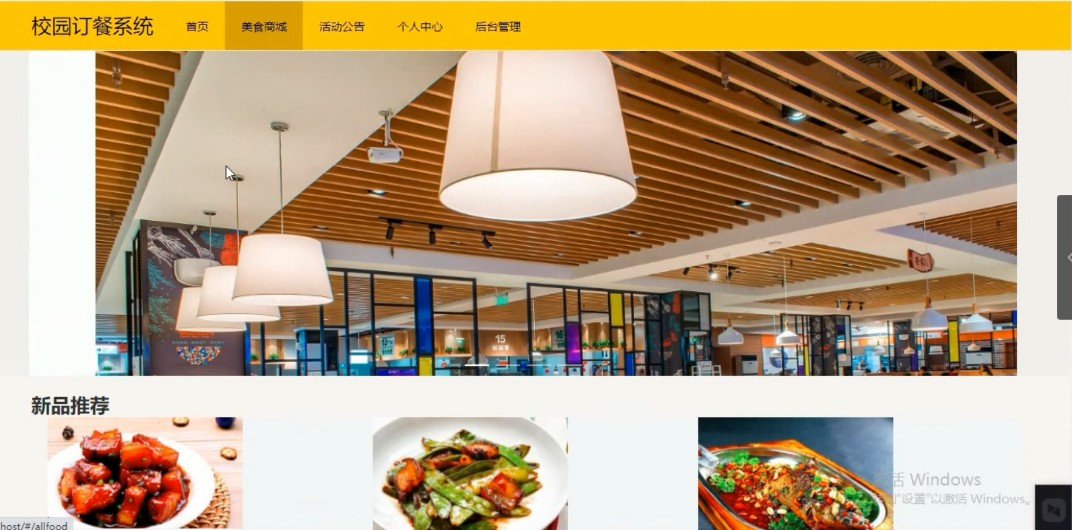 校园订餐系统
首页
美食商城
活动公告
个人中心
后台管理
15
新品推荐
活 Windows
"设置"以激活 Windows。
host/#/allfood